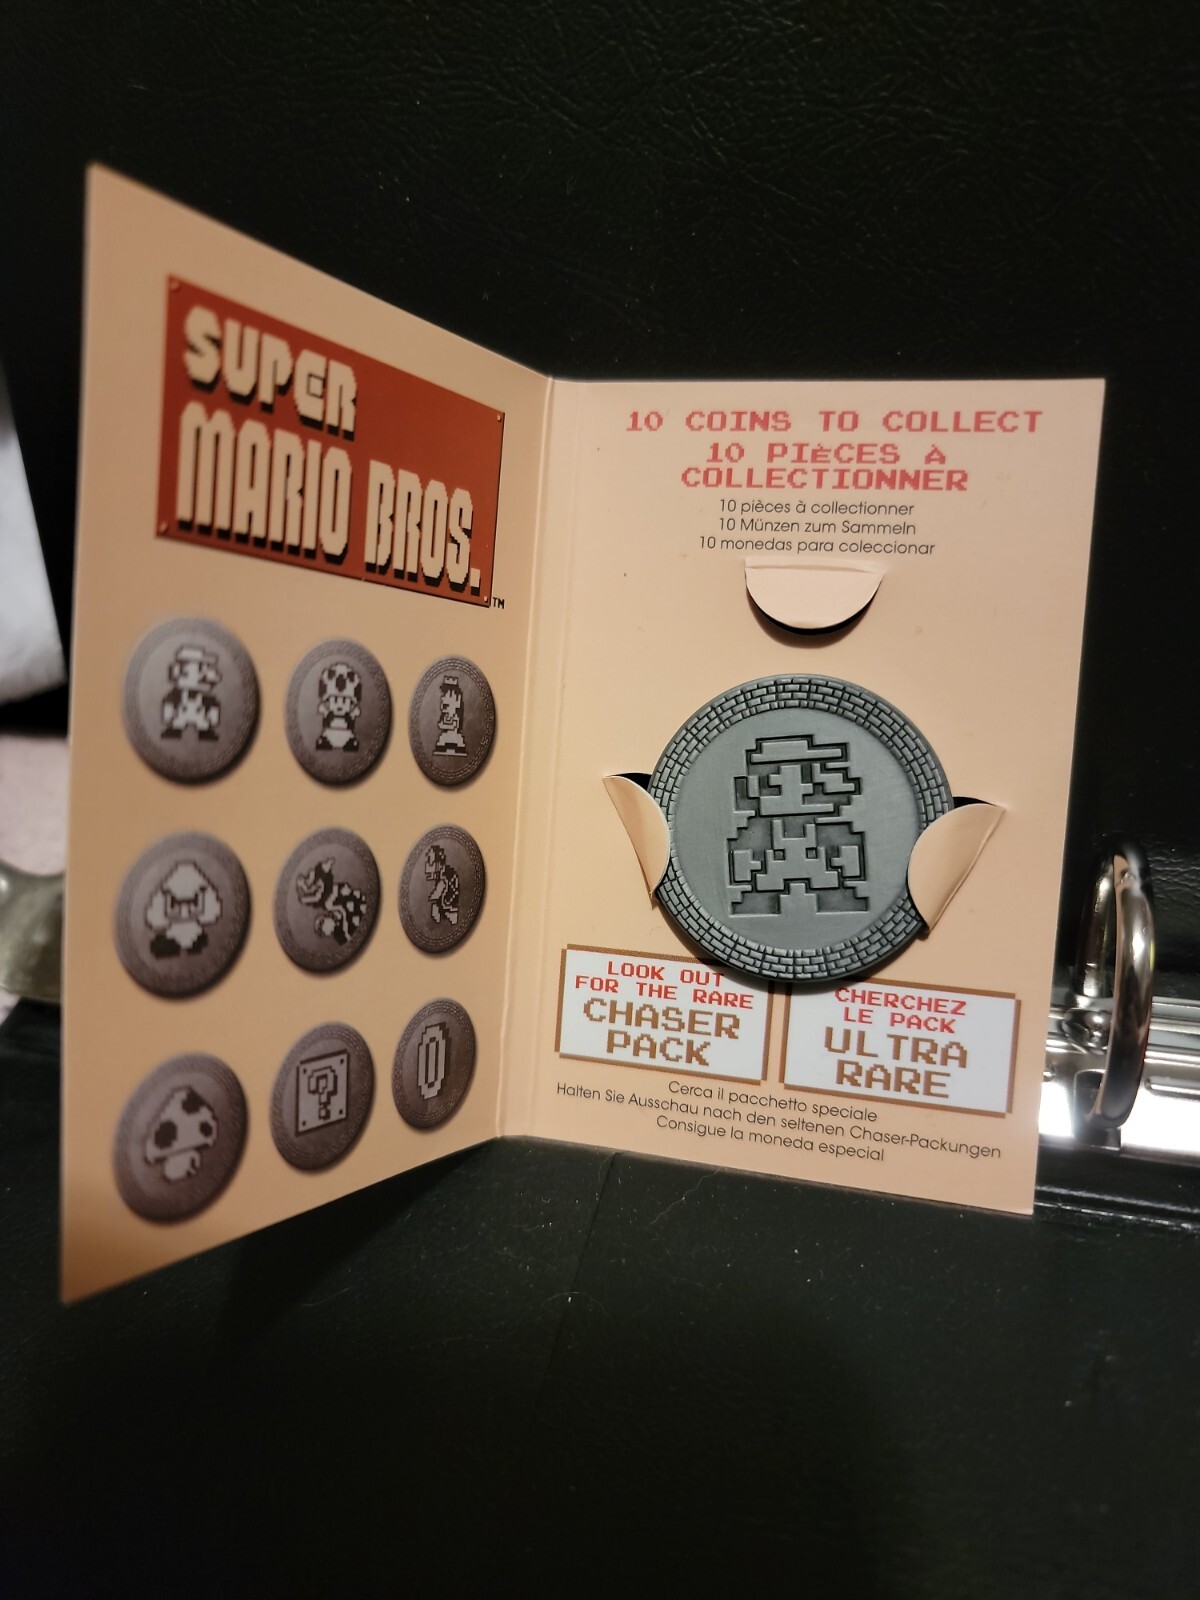 SUPER
MARIO BROS.
TM
10 COINS TO COLLECT
10 PIÈCES À
COLLECTIONNER
10 pièces à collectionner
10 Münzen zum Sammeln
10 monedas para coleccionar
LOOK OUT
FOR THE RARE
CHASER
PACK
CHERCHEZ
LE PACK
ULTRA
RARE
Cerca il pacchetto speciale
Halten Sie Ausschau nach den seltenen Chaser-Packungen
Consigue la moneda especial